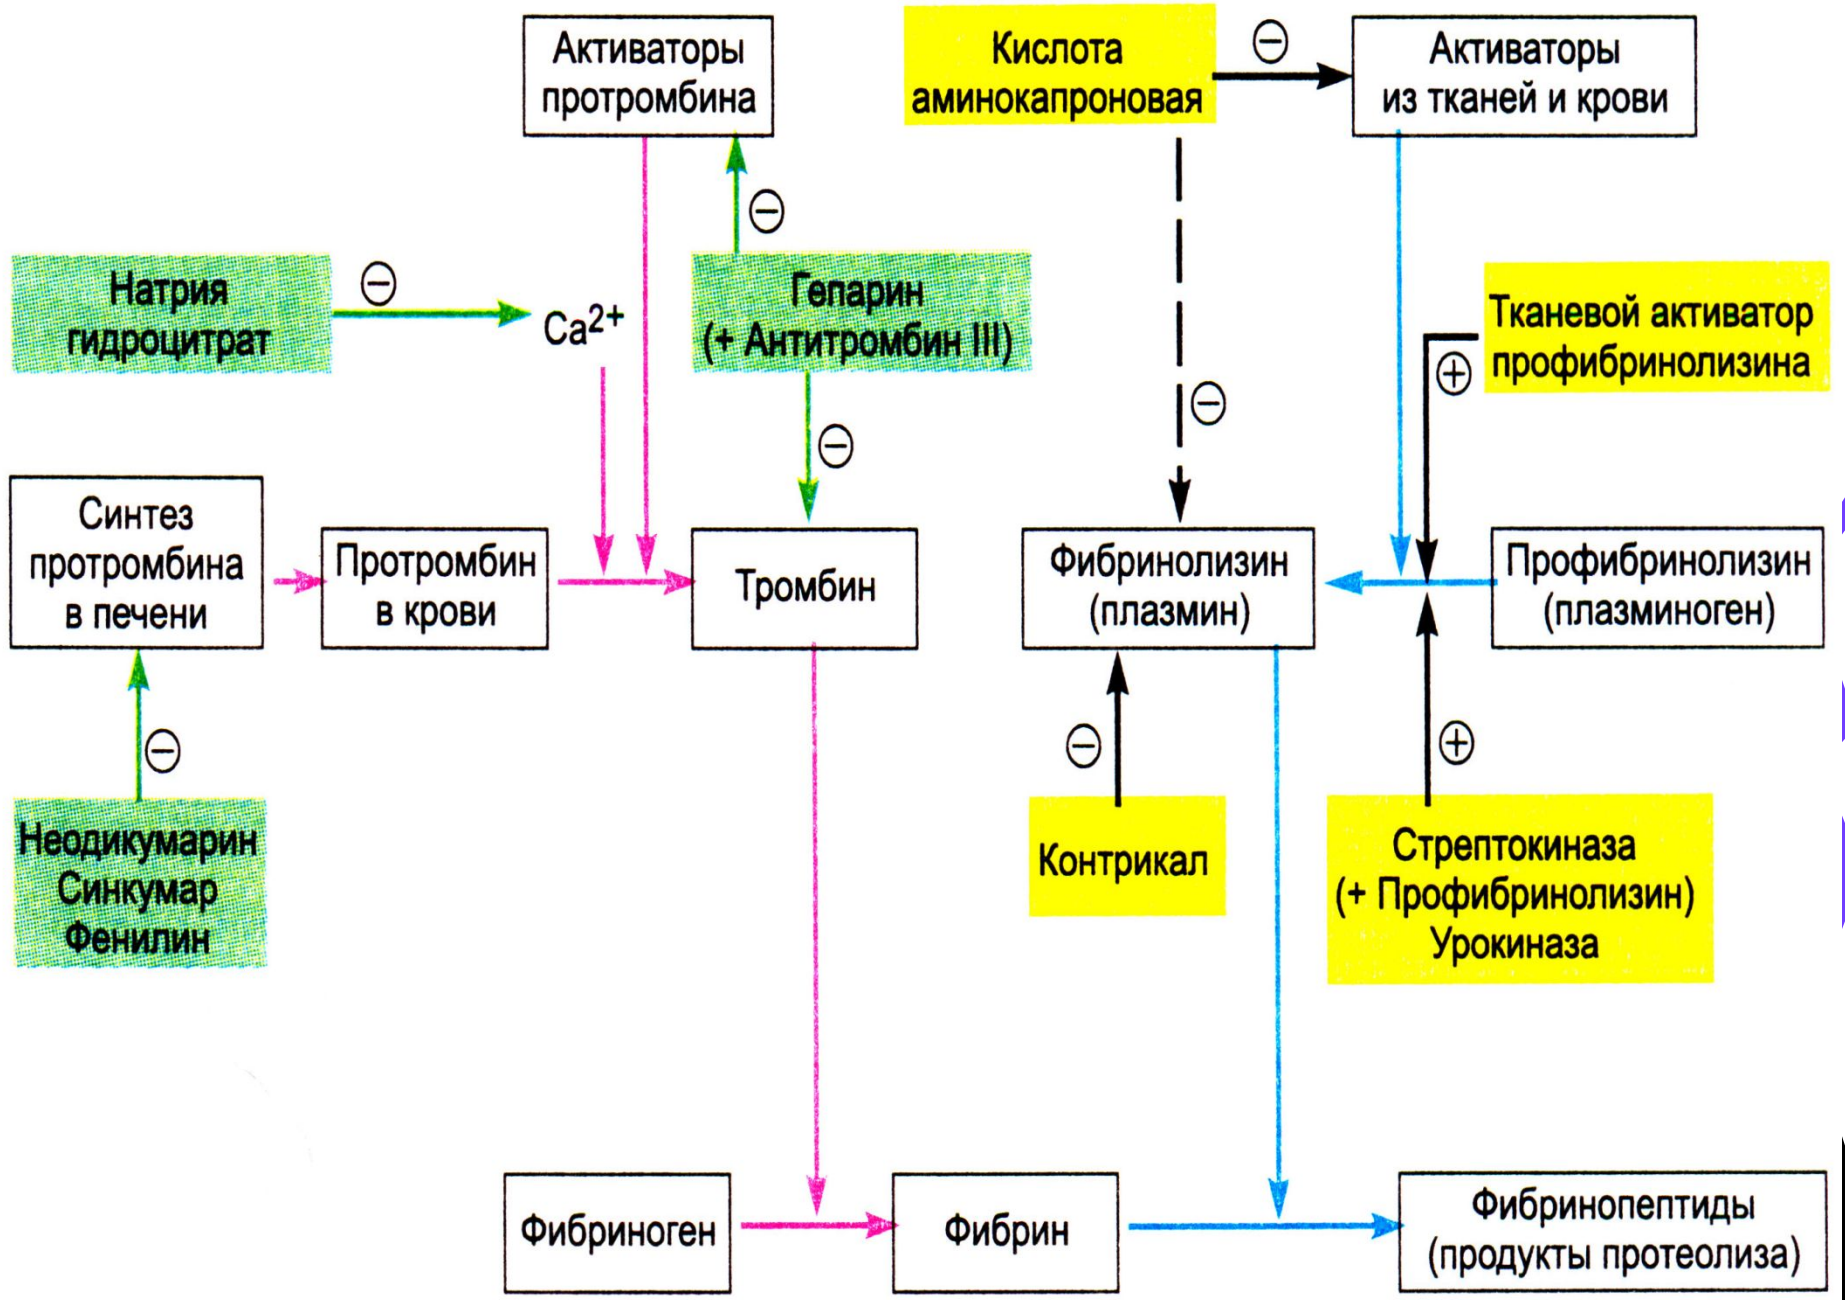 Активаторы
протромбина
Кислота
аминокапроновая
⊖
Активаторы
из тканей и крови
⊖
Натрия
гидроцитрат
⊖
Ca²⁺
Гепарин
(+ Антитромбин III)
⊖
⊖
Тканевой активатор
профибринолизина
⊕
Синтез
протромбина
в печени
Протромбин
в крови
Тромбин
Фибринолизин
(плазмин)
Профибринолизин
(плазминоген)
⊖
⊖
⊕
Неодикумарин
Синкумар
Фенилин
Контрикал
Стрептокиназа
(+ Профибринолизин)
Урокиназа
Фибриноген
Фибрин
Фибринопептиды
(продукты протеолиза)